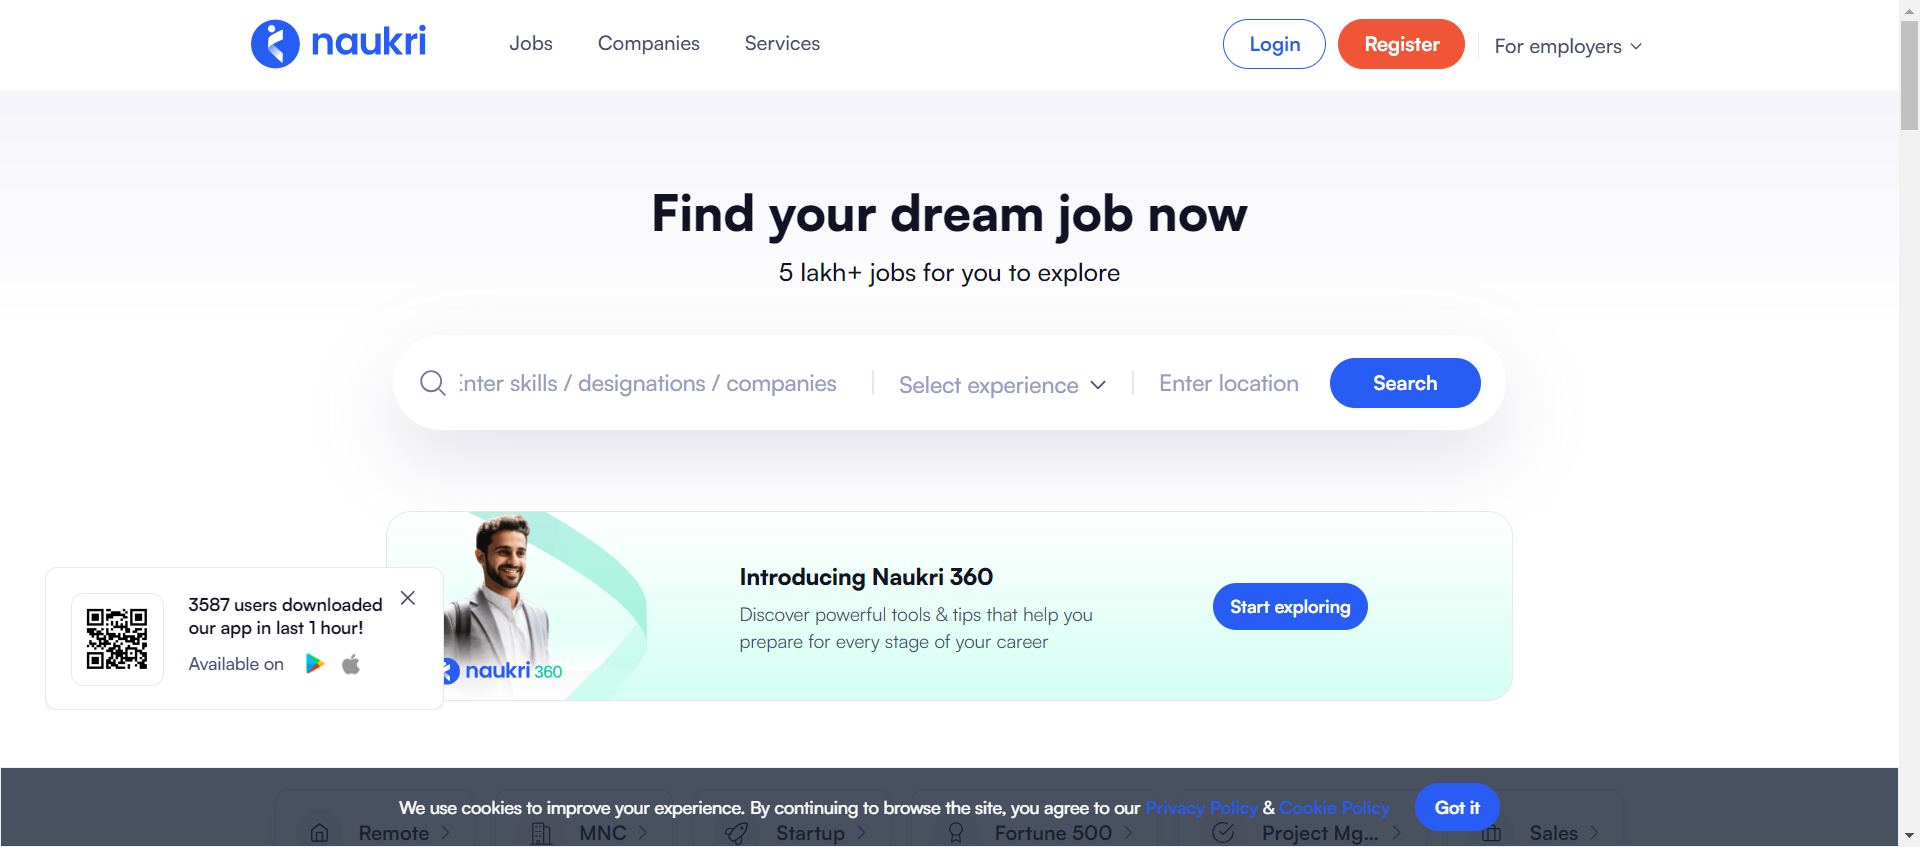 naukri
Jobs
Companies
Services
Login
Register
For employers
Find your dream job now
5 lakh+ jobs for you to explore
Enter skills / designations / companies
Select experience
Enter location
Search
Introducing Naukri 360
Discover powerful tools & tips that help you
prepare for every stage of your career
Start exploring
naukri 360
3587 users downloaded
our app in last 1 hour!
Available on
We use cookies to improve your experience. By continuing to browse the site, you agree to our Privacy Policy & Cookie Policy
Got it
Remote
MNC
Startup
Fortune 500
Project Mg...
Sales